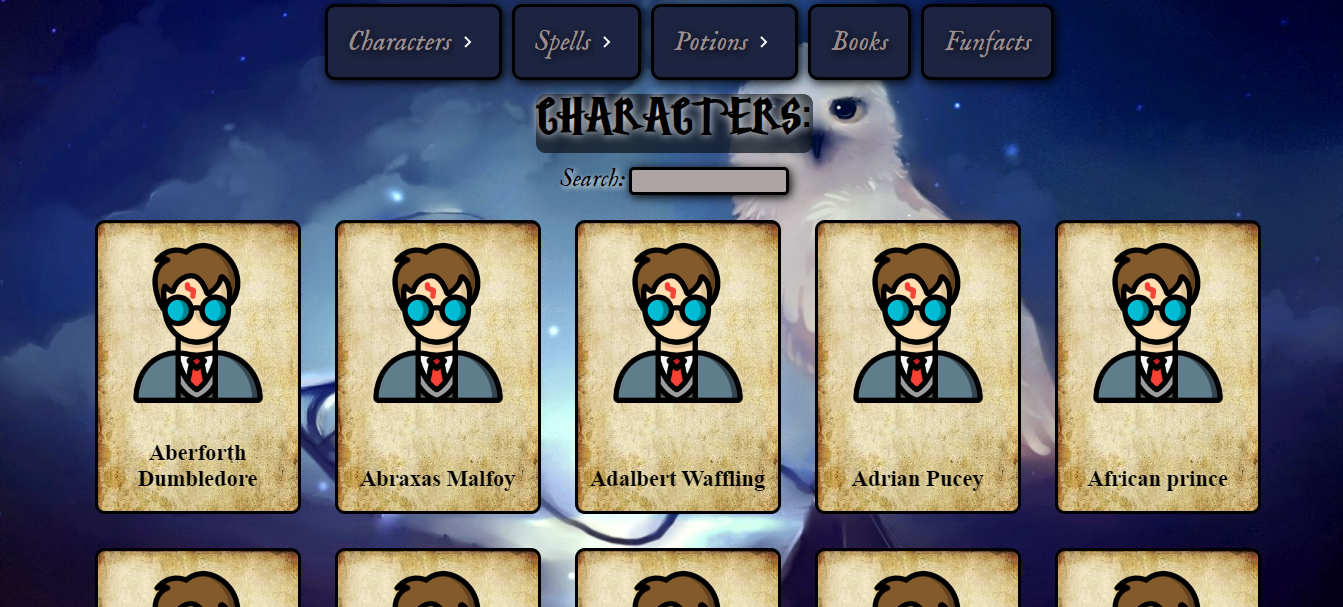 Characters > Spells > Potions > Books Funfacts
CHARACTERS:
Search:
Aberforth
Dumbledore
Abraxas Malfoy
Adalbert Waffling
Adrian Pucey
African prince